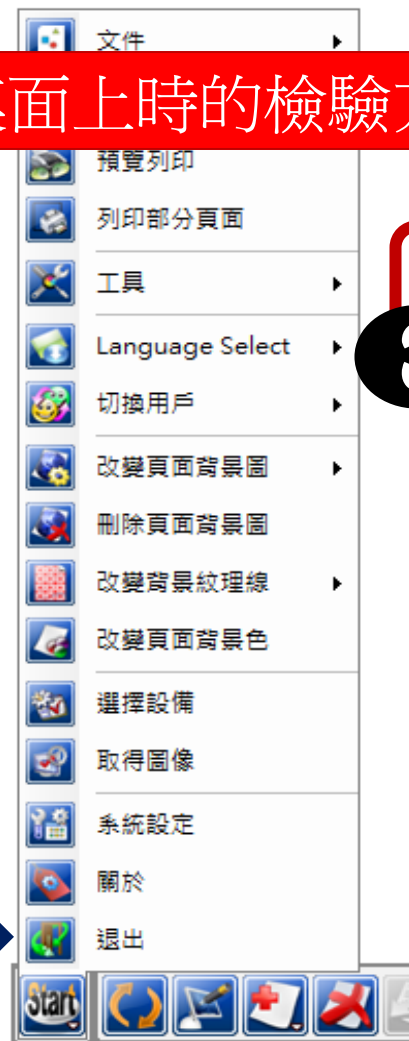 文件
面上時的檢驗
預覽列印
列印部分頁面
工具
Language Select
切換用戶
改變頁面背景圖
刪除頁面背景圖
改變背景紋理線
改變頁面背景色
選擇設備
取得圖像
系統設定
關於
退出
Start